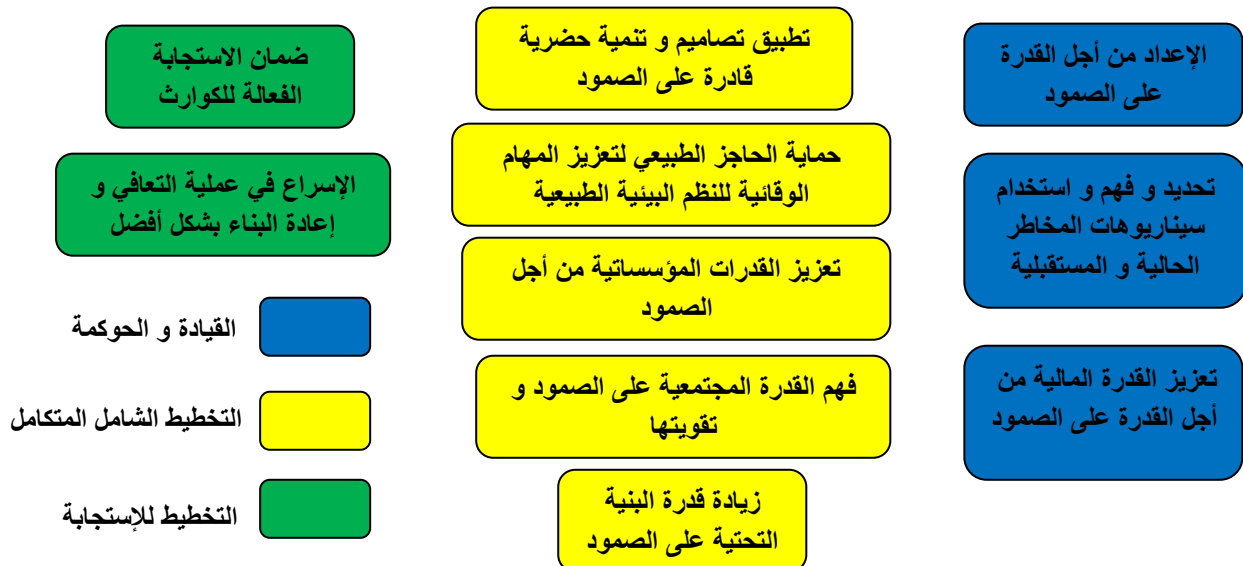 الإعداد من أجل القدرة
على الصمود
تحديد و فهم و استخدام
سيناريوهات المخاطر
الحالية و المستقبلية
تعزيز القدرة المالية من
أجل القدرة على الصمود
تطبيق تصاميم و تنمية حضرية
قادرة على الصمود
حماية الحاجز الطبيعي لتعزيز المهام
الوقائية للنظم البيئية الطبيعية
تعزيز القدرات المؤسساتية من أجل
الصمود
فهم القدرة المجتمعية على الصمود و
تقويتها
زيادة قدرة البنية
التحتية على الصمود
ضمان الاستجابة
الفعالة للكوارث
الإسراع في عملية التعافي و
إعادة البناء بشكل أفضل
القيادة و الحوكمة
التخطيط الشامل المتكامل
التخطيط للإستجابة